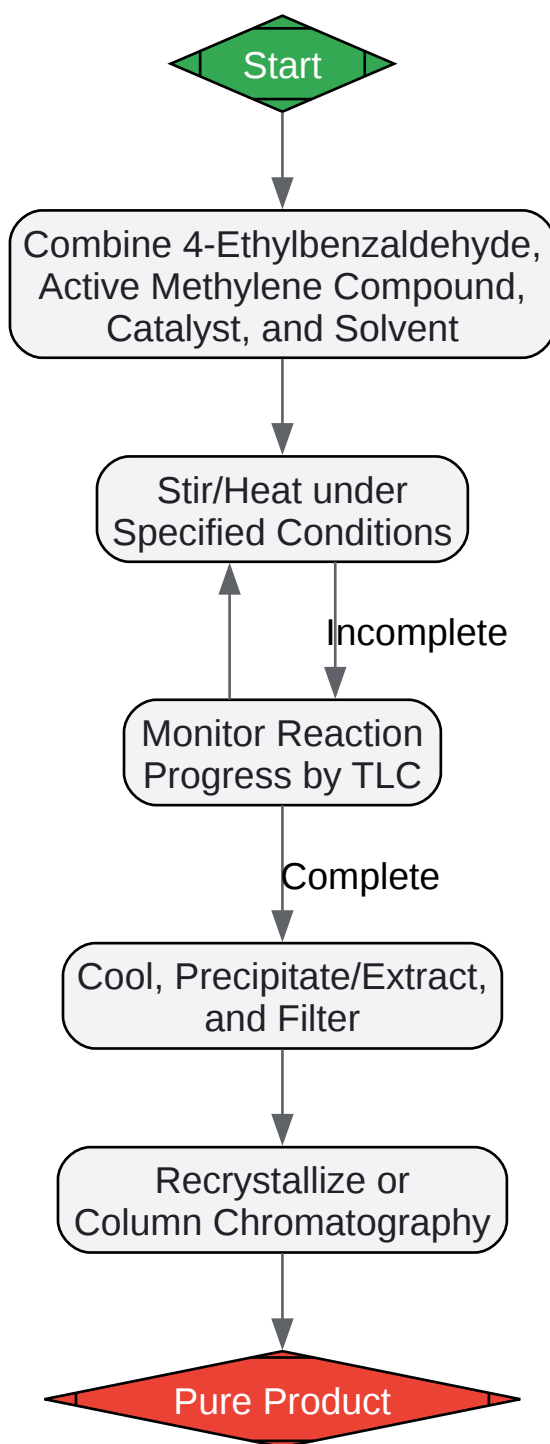 Start
Combine 4-Ethylbenzaldehyde,
Active Methylene Compound,
Catalyst, and Solvent
Stir/Heat under
Specified Conditions
Incomplete
Monitor Reaction
Progress by TLC
Complete
Cool, Precipitate/Extract,
and Filter
Recrystallize or
Column Chromatography
Pure Product